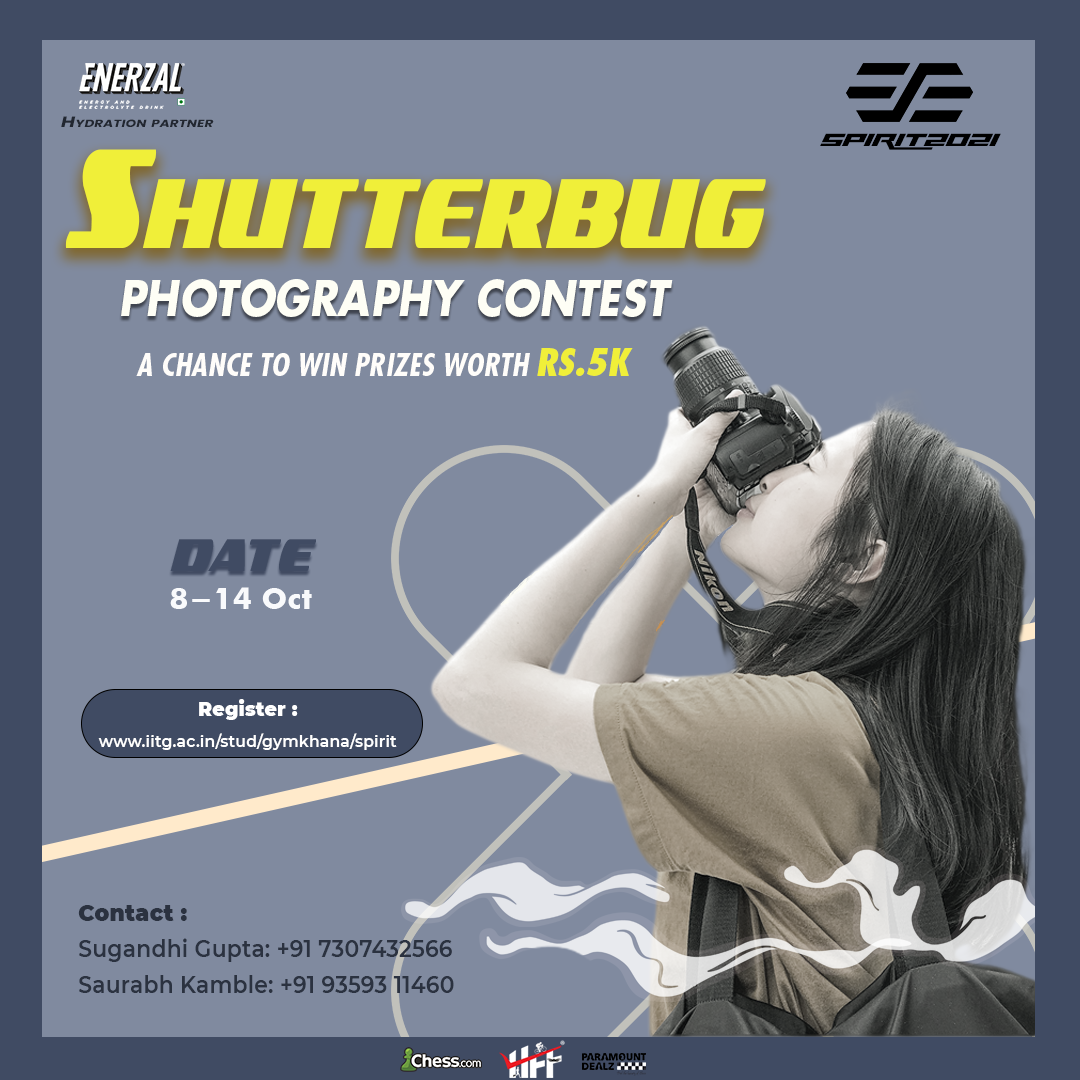 ENERZAL
ENERGY AND
ELECTROLYTE DRINK
HYDRATION PARTNER
SPIRIT2021
SHUTTERBUG
PHOTOGRAPHY CONTEST
A CHANCE TO WIN PRIZES WORTH RS.5K
Nikon
DATE
8–14 Oct
Register :
www.iitg.ac.in/stud/gymkhana/spirit
Contact :
Sugandhi Gupta: +91 7307432566
Saurabh Kamble: +91 93593 11460
Chess.com
PARAMOUNT
DEALZ